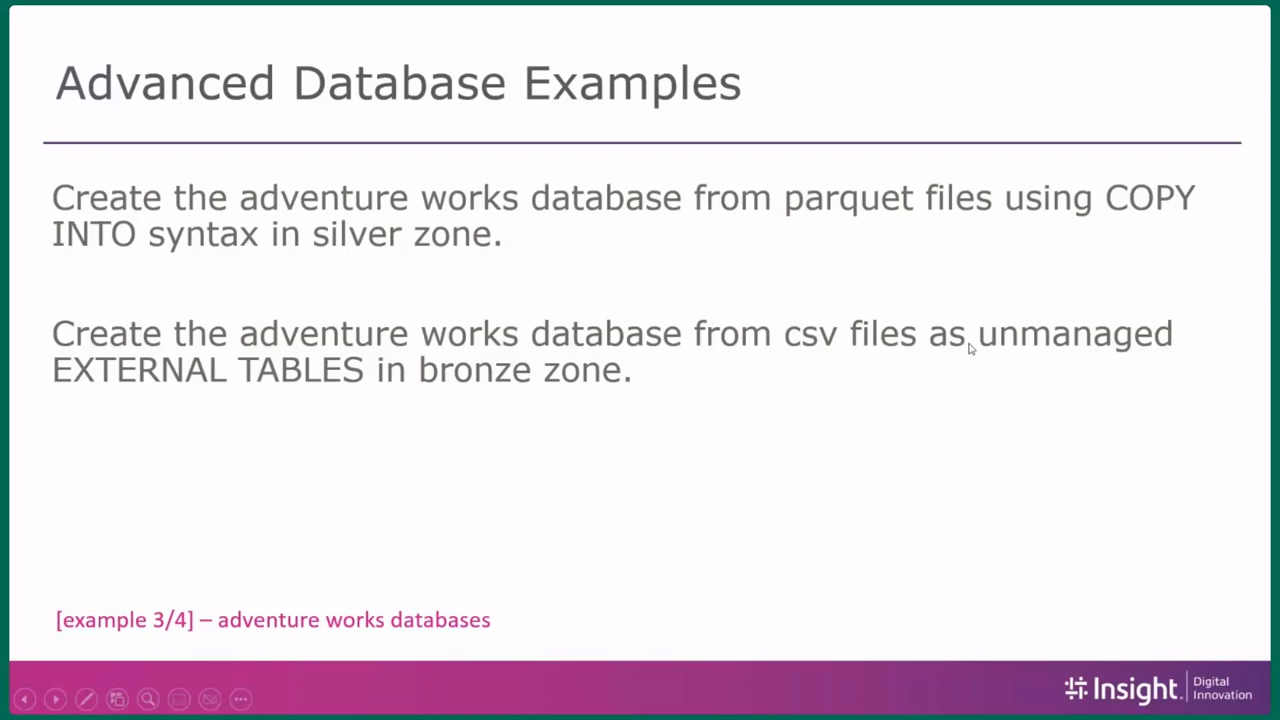 Advanced Database Examples
Create the adventure works database from parquet files using COPY
INTO syntax in silver zone.
Create the adventure works database from csv files as unmanaged
EXTERNAL TABLES in bronze zone.
[example 3/4] – adventure works databases
Insight.
Digital
Innovation